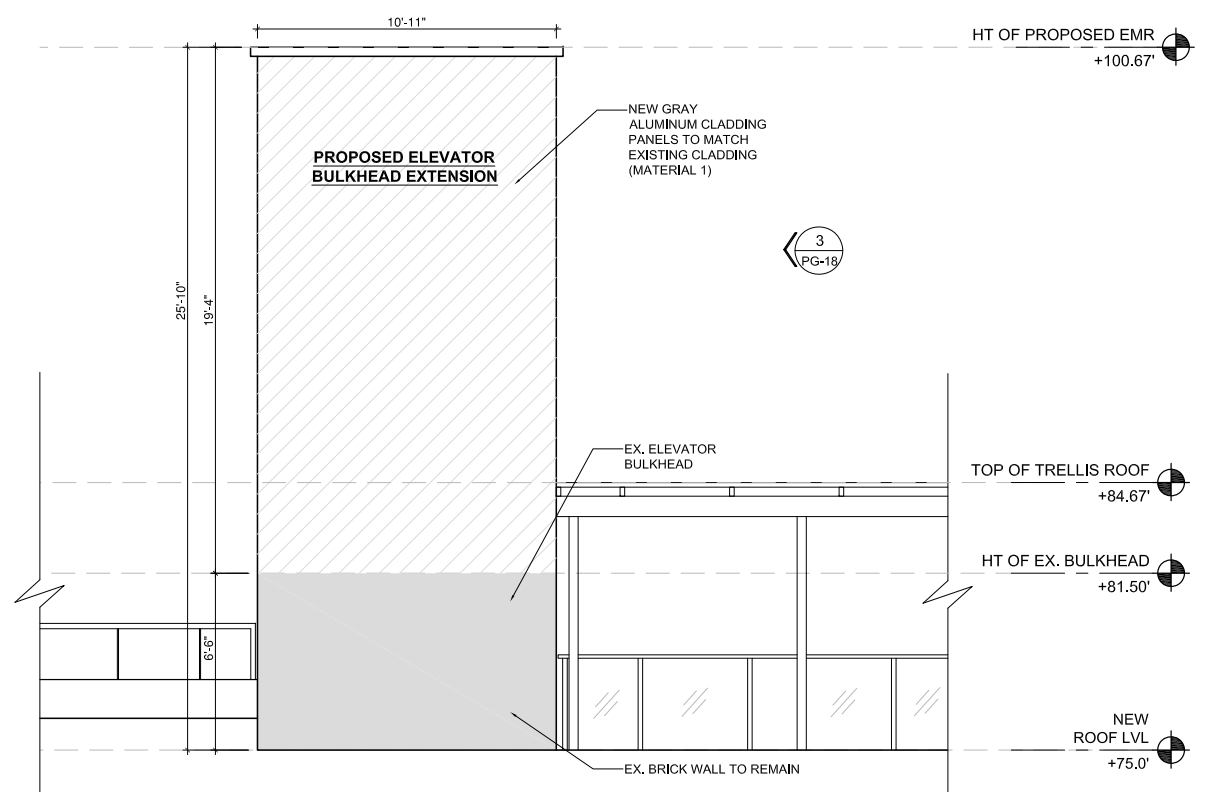 10'-11"
HT OF PROPOSED EMR
+100.67'
NEW GRAY
ALUMINUM CLADDING
PANELS TO MATCH
EXISTING CLADDING
(MATERIAL 1)
PROPOSED ELEVATOR
BULKHEAD EXTENSION
3
PG-18
25'-10"
19'-4"
EX. ELEVATOR
BULKHEAD
TOP OF TRELLIS ROOF
+84.67'
HT OF EX. BULKHEAD
+81.50'
6'-6"
NEW
ROOF LVL
+75.0'
EX. BRICK WALL TO REMAIN